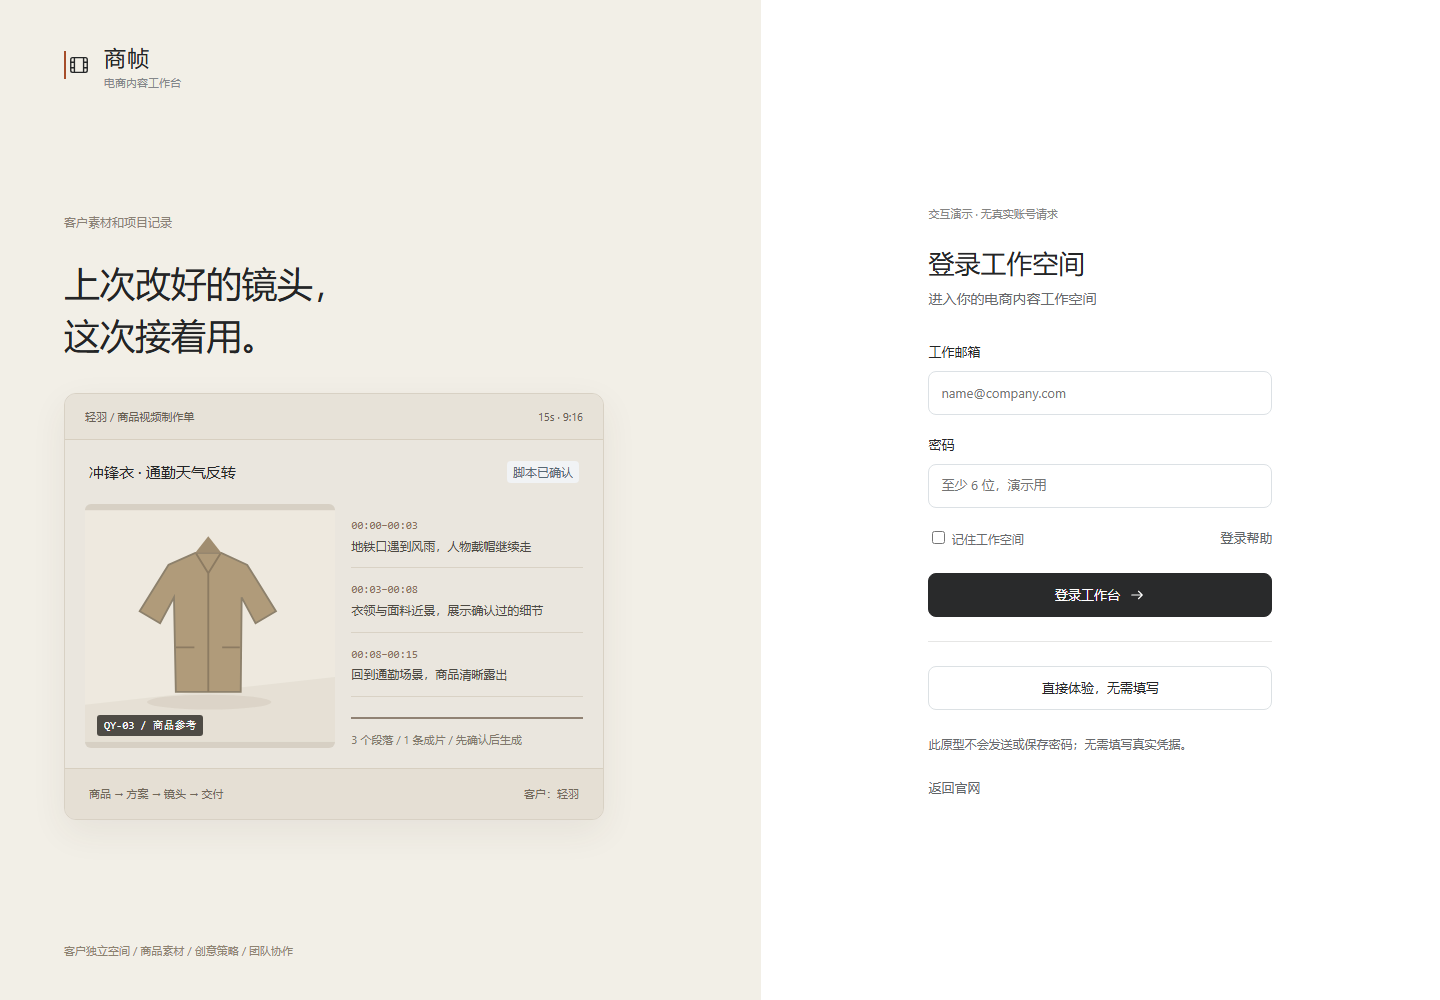 商帧
电商内容工作台
客户素材和项目记录
上次改好的镜头，
这次接着用。
轻羽 / 商品视频制作单
15s · 9:16
冲锋衣 · 通勤天气反转
脚本已确认
00:00–00:03
地铁口遇到风雨，人物戴帽继续走
00:03–00:08
衣领与面料近景，展示确认过的细节
00:08–00:15
回到通勤场景，商品清晰露出
QY-03 / 商品参考
3 个段落 / 1 条成片 / 先确认后生成
商品 → 方案 → 镜头 → 交付
客户：轻羽
客户独立空间 / 商品素材 / 创意策略 / 团队协作
交互演示 · 无真实账号请求
登录工作空间
进入你的电商内容工作空间
工作邮箱
name@company.com
密码
至少 6 位，演示用
记住工作空间
登录帮助
登录工作台 →
直接体验，无需填写
此原型不会发送或保存密码；无需填写真实凭据。
返回官网